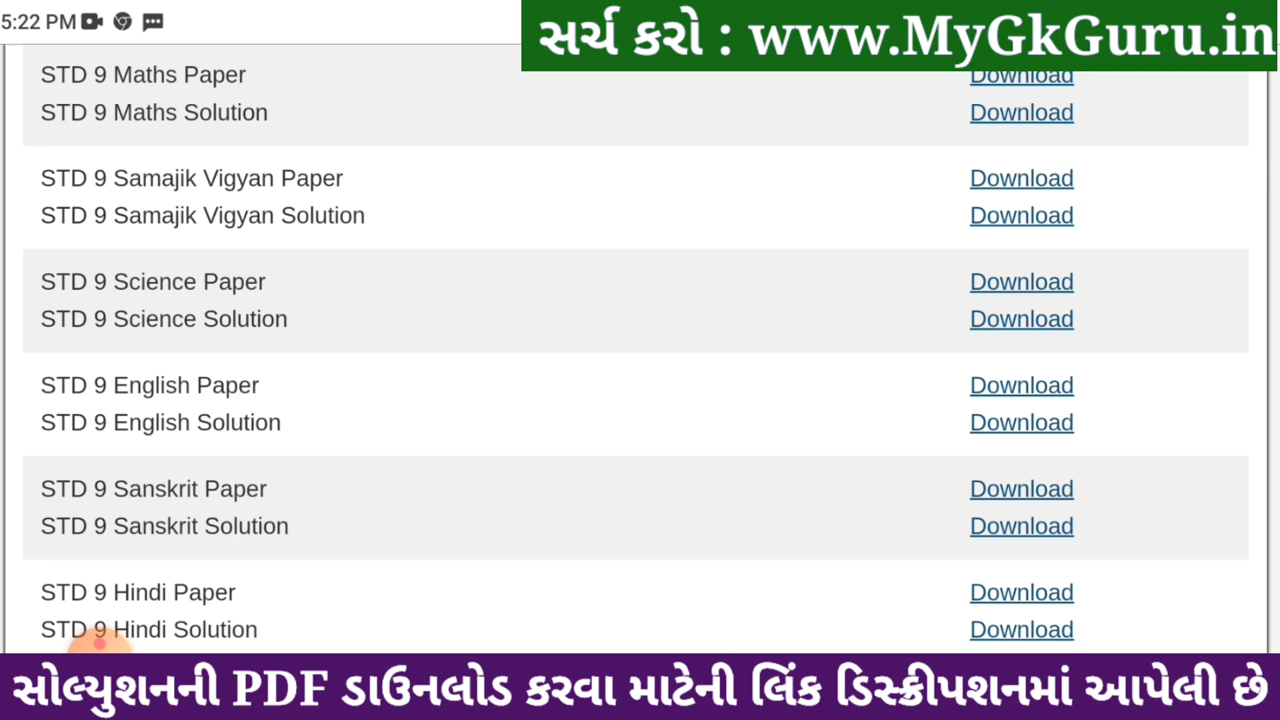 5:22 PM
સર્ચ કરો : www.MyGkGuru.in
STD 9 Maths Paper Download
STD 9 Maths Solution Download
STD 9 Samajik Vigyan Paper Download
STD 9 Samajik Vigyan Solution Download
STD 9 Science Paper Download
STD 9 Science Solution Download
STD 9 English Paper Download
STD 9 English Solution Download
STD 9 Sanskrit Paper Download
STD 9 Sanskrit Solution Download
STD 9 Hindi Paper Download
STD 9 Hindi Solution Download
સોલ્યુશનની PDF ડાઉનલોડ કરવા માટેની લિંક ડિસ્ક્રીપશનમાં આપેલી છે